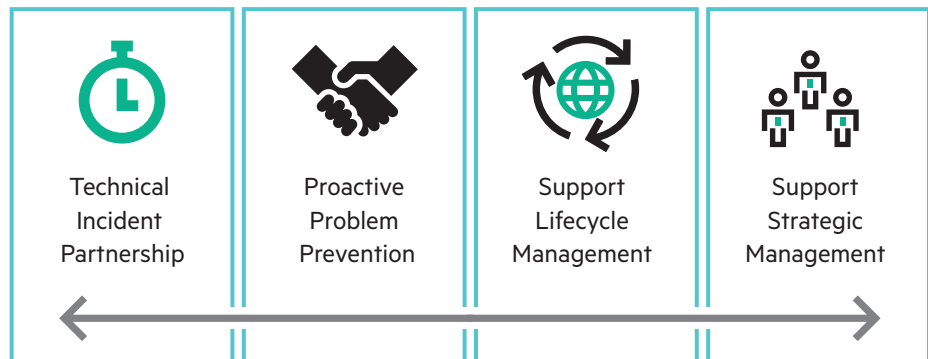 Technical
Incident
Partnership
Proactive
Problem
Prevention
Support
Lifecycle
Management
Support
Strategic
Management